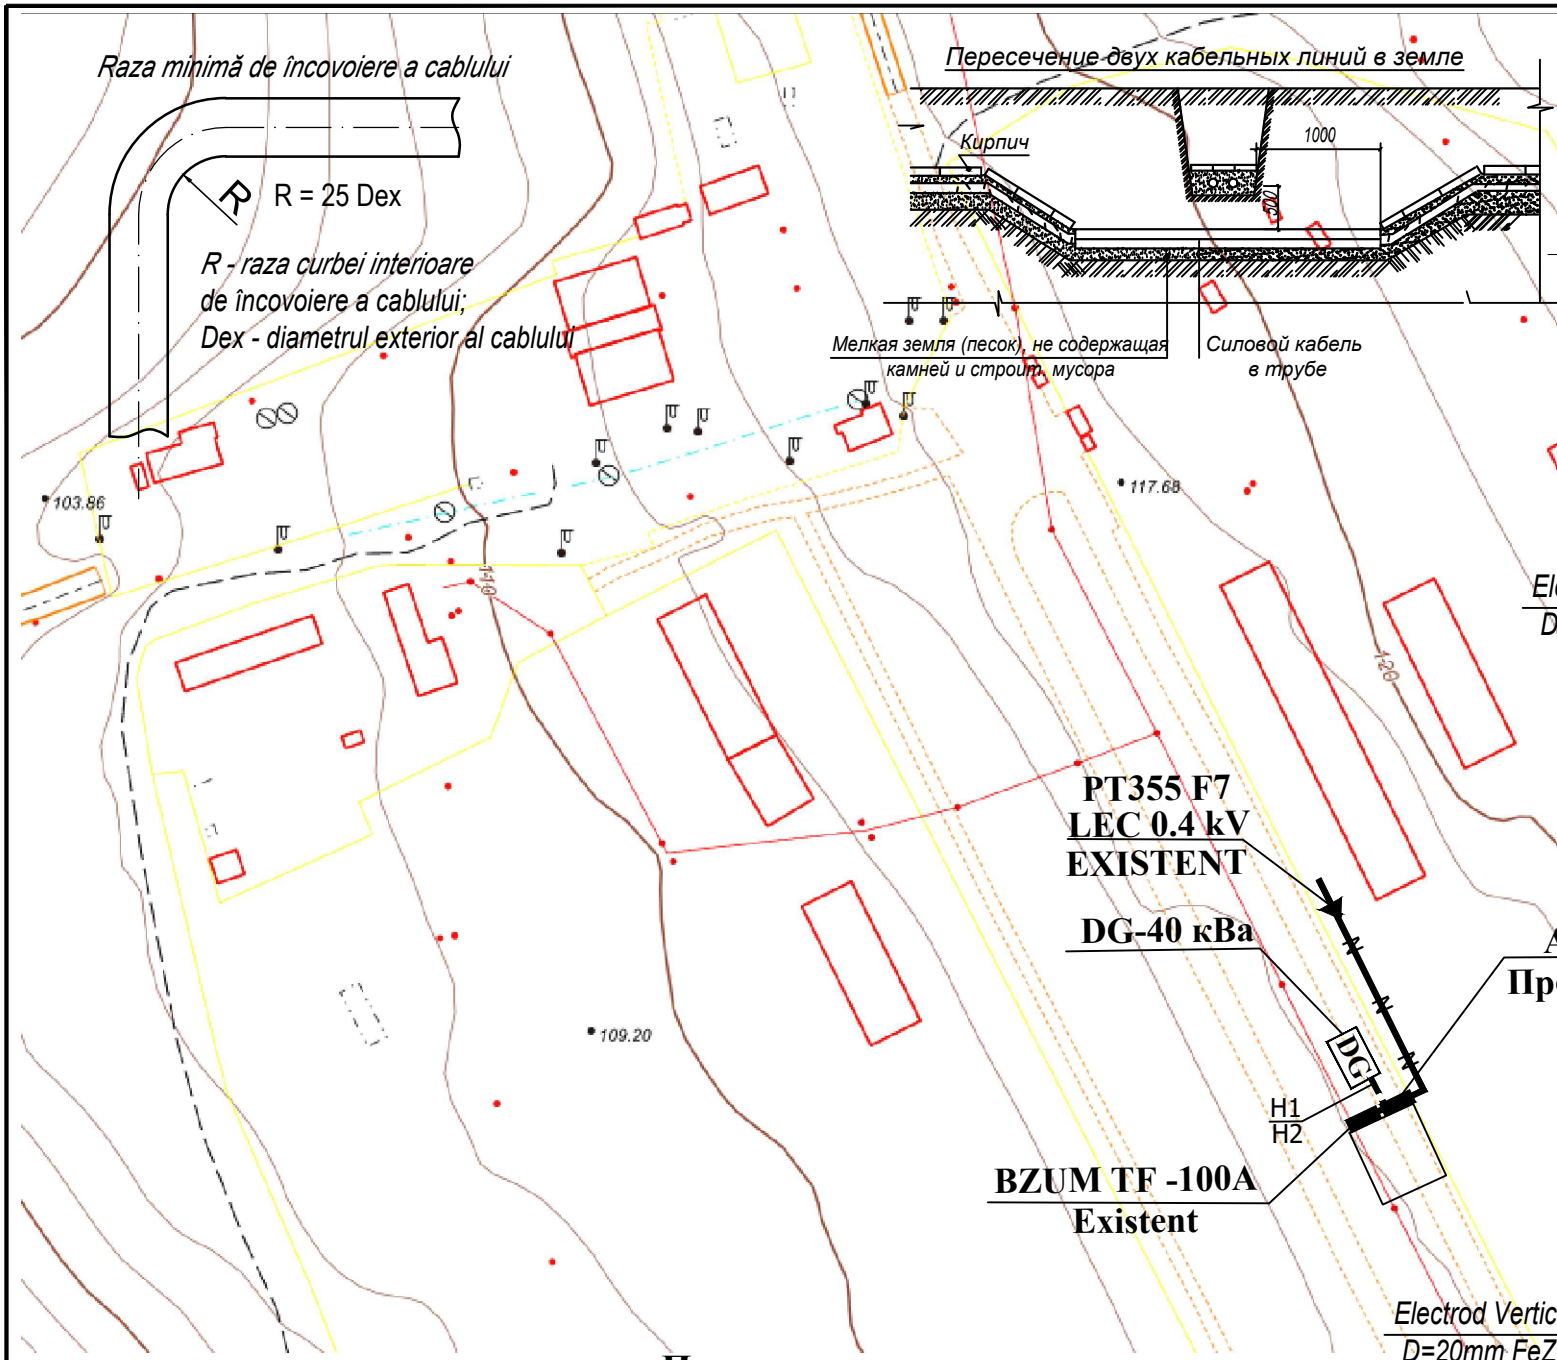 Raza minimă de încovoiere a cablului
R
R = 25 Dex
R - raza curbei interioare
de încovoiere a cablului;
Dex - diametrul exterior al cablului
Пересечение двух кабельных линий в земле
Кирпич
1000
500
Мелкая земля (песок), не содержащая
камней и строит. мусора
Силовой кабель
в трубе
103.86
117.68
110
120
109.20
PT355 F7
LEC 0.4 kV
EXISTENT
DG-40 кВа
DG
H1
H2
BZUM TF -100A
Existent
Electrod Vertic
D=20mm FeZ